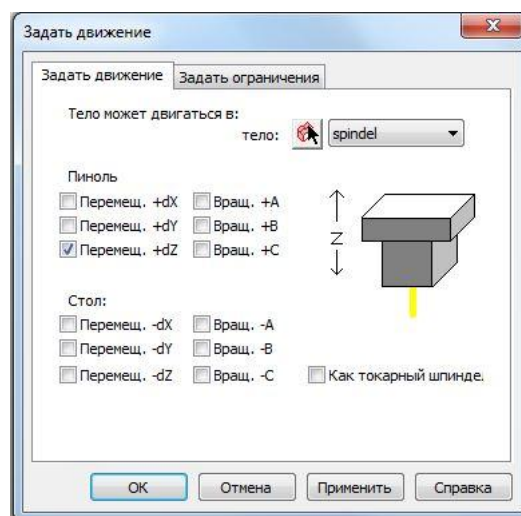 Задать движение
Задать движение Задать ограничения
Тело может двигаться в:
тело: spindel
Пиноль
Перемещ. +dX Вращ. +A
Перемещ. +dY Вращ. +B
Перемещ. +dZ Вращ. +C
Z
Стол:
Перемещ. -dX Вращ. -A
Перемещ. -dY Вращ. -B
Перемещ. -dZ Вращ. -C Как токарный шпинде.
ОК Отмена Применить Справка